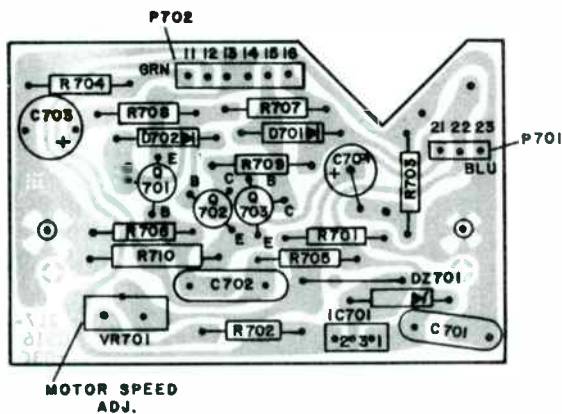 P702
11 12 13 14 15 16
GRN
R704
C703
+
R708
R707
D702
D701
21 22 23
P701
BLU
E
Q
701
R709
C704
+
R703
B
B
C
B
C
Q
702
Q
703
E
E
R706
R701
R710
R705
C702
DZ701
VR701
R702
IC701
2 3 1
C701
MOTOR SPEED
ADJ.